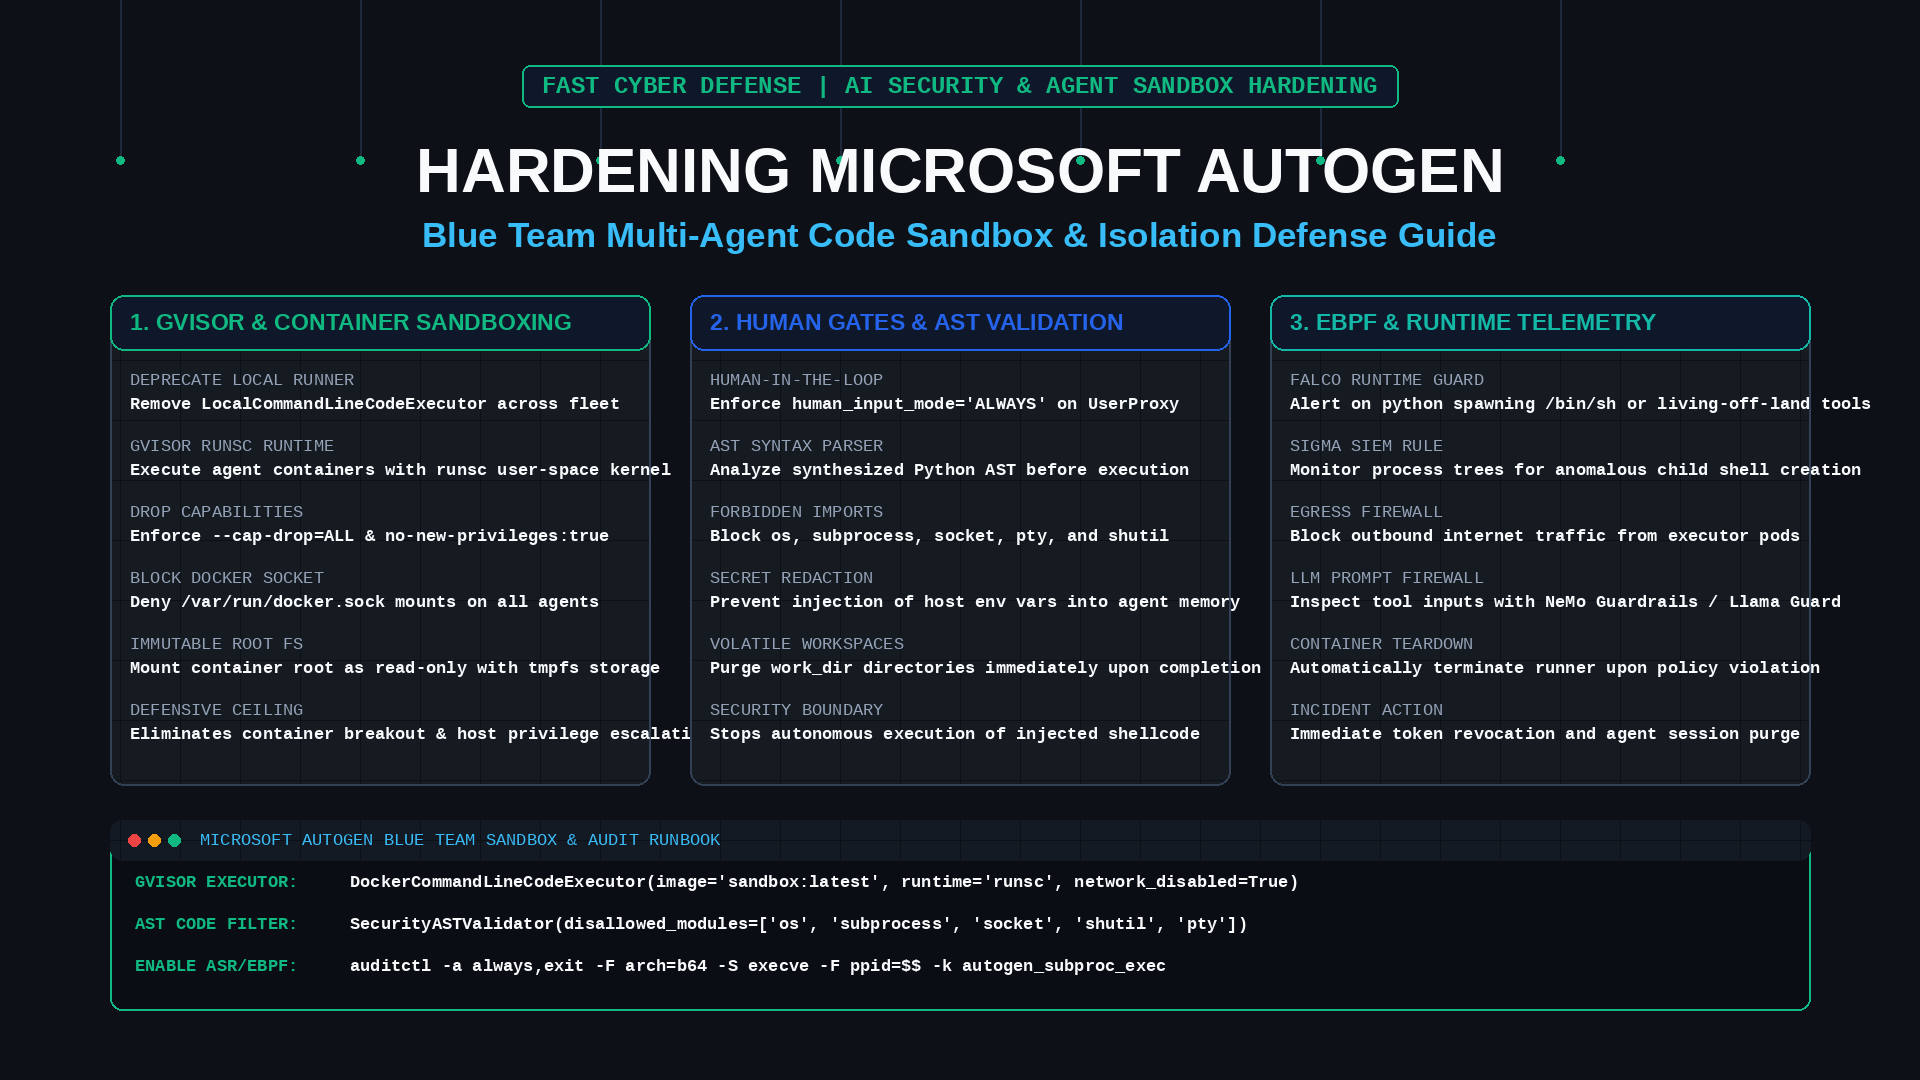 FAST CYBER DEFENSE | AI SECURITY & AGENT SANDBOX HARDENING
HARDENING MICROSOFT AUTOGEN
Blue Team Multi-Agent Code Sandbox & Isolation Defense Guide
1. GVISOR & CONTAINER SANDBOXING
DEPRECATE LOCAL RUNNER
Remove LocalCommandLineCodeExecutor across fleet
GVISOR RUNSC RUNTIME
Execute agent containers with runsc user-space kernel
DROP CAPABILITIES
Enforce --cap-drop=ALL & no-new-privileges:true
BLOCK DOCKER SOCKET
Deny /var/run/docker.sock mounts on all agents
IMMUTABLE ROOT FS
Mount container root as read-only with tmpfs storage
DEFENSIVE CEILING
Eliminates container breakout & host privilege escalati
2. HUMAN GATES & AST VALIDATION
HUMAN-IN-THE-LOOP
Enforce human_input_mode='ALWAYS' on UserProxy
AST SYNTAX PARSER
Analyze synthesized Python AST before execution
FORBIDDEN IMPORTS
Block os, subprocess, socket, pty, and shutil
SECRET REDACTION
Prevent injection of host env vars into agent memory
VOLATILE WORKSPACES
Purge work_dir directories immediately upon completion
SECURITY BOUNDARY
Stops autonomous execution of injected shellcode
3. EBPF & RUNTIME TELEMETRY
FALCO RUNTIME GUARD
Alert on python spawning /bin/sh or living-off-land tools
SIGMA SIEM RULE
Monitor process trees for anomalous child shell creation
EGRESS FIREWALL
Block outbound internet traffic from executor pods
LLM PROMPT FIREWALL
Inspect tool inputs with NeMo Guardrails / Llama Guard
CONTAINER TEARDOWN
Automatically terminate runner upon policy violation
INCIDENT ACTION
Immediate token revocation and agent session purge
MICROSOFT AUTOGEN BLUE TEAM SANDBOX & AUDIT RUNBOOK
GVISOR EXECUTOR: DockerCommandLineCodeExecutor(image='sandbox:latest', runtime='runsc', network_disabled=True)
AST CODE FILTER: SecurityASTValidator(disallowed_modules=['os', 'subprocess', 'socket', 'shutil', 'pty'])
ENABLE ASR/EBPF: auditctl -a always,exit -F arch=b64 -S execve -F ppid=$$ -k autogen_subproc_exec